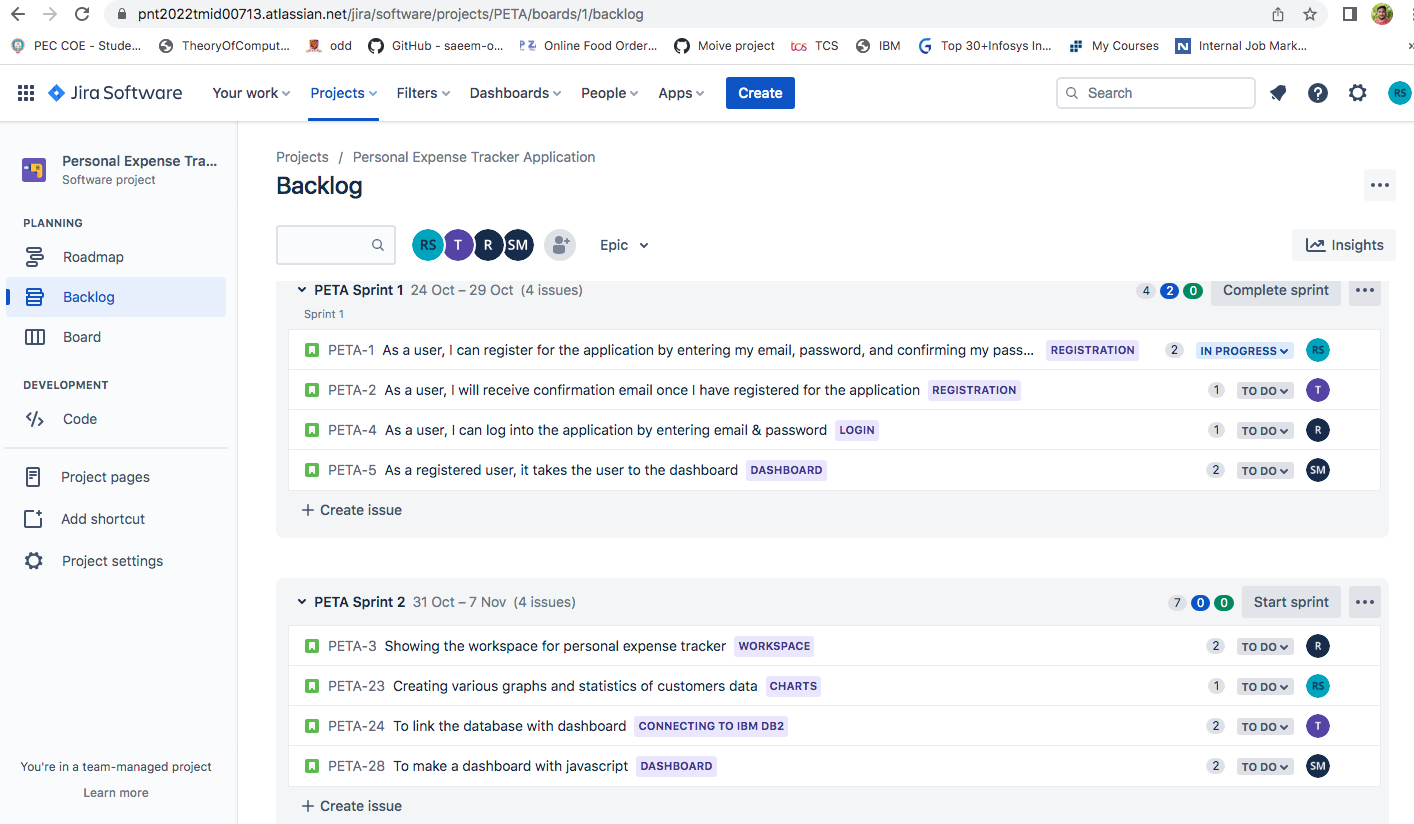 pnt2022tmid00713.atlassian.net/jira/software/projects/PETA/boards/1/backlog
PEC COE - Stude... TheoryOfComput... odd GitHub - saeem-o... PZ Online Food Order... Moive project tcs TCS IBM Top 30+Infosys In... My Courses N Internal Job Mark... »
Jira Software Your work Projects Filters Dashboards People Apps Create Search RS
Personal Expense Tra...
Software project
PLANNING
Roadmap
Backlog
Board
DEVELOPMENT
Code
Project pages
Add shortcut
Project settings
You're in a team-managed project
Learn more
Projects / Personal Expense Tracker Application
Backlog
RS T R SM Epic Insights
PETA Sprint 1 24 Oct – 29 Oct (4 issues) 4 2 0 Complete sprint
Sprint 1
PETA-1 As a user, I can register for the application by entering my email, password, and confirming my pass... REGISTRATION 2 IN PROGRESS RS
PETA-2 As a user, I will receive confirmation email once I have registered for the application REGISTRATION 1 TO DO T
PETA-4 As a user, I can log into the application by entering email & password LOGIN 1 TO DO R
PETA-5 As a registered user, it takes the user to the dashboard DASHBOARD 2 TO DO SM
+ Create issue
PETA Sprint 2 31 Oct – 7 Nov (4 issues) 7 0 0 Start sprint
PETA-3 Showing the workspace for personal expense tracker WORKSPACE 2 TO DO R
PETA-23 Creating various graphs and statistics of customers data CHARTS 1 TO DO RS
PETA-24 To link the database with dashboard CONNECTING TO IBM DB2 2 TO DO T
PETA-28 To make a dashboard with javascript DASHBOARD 2 TO DO SM
+ Create issue